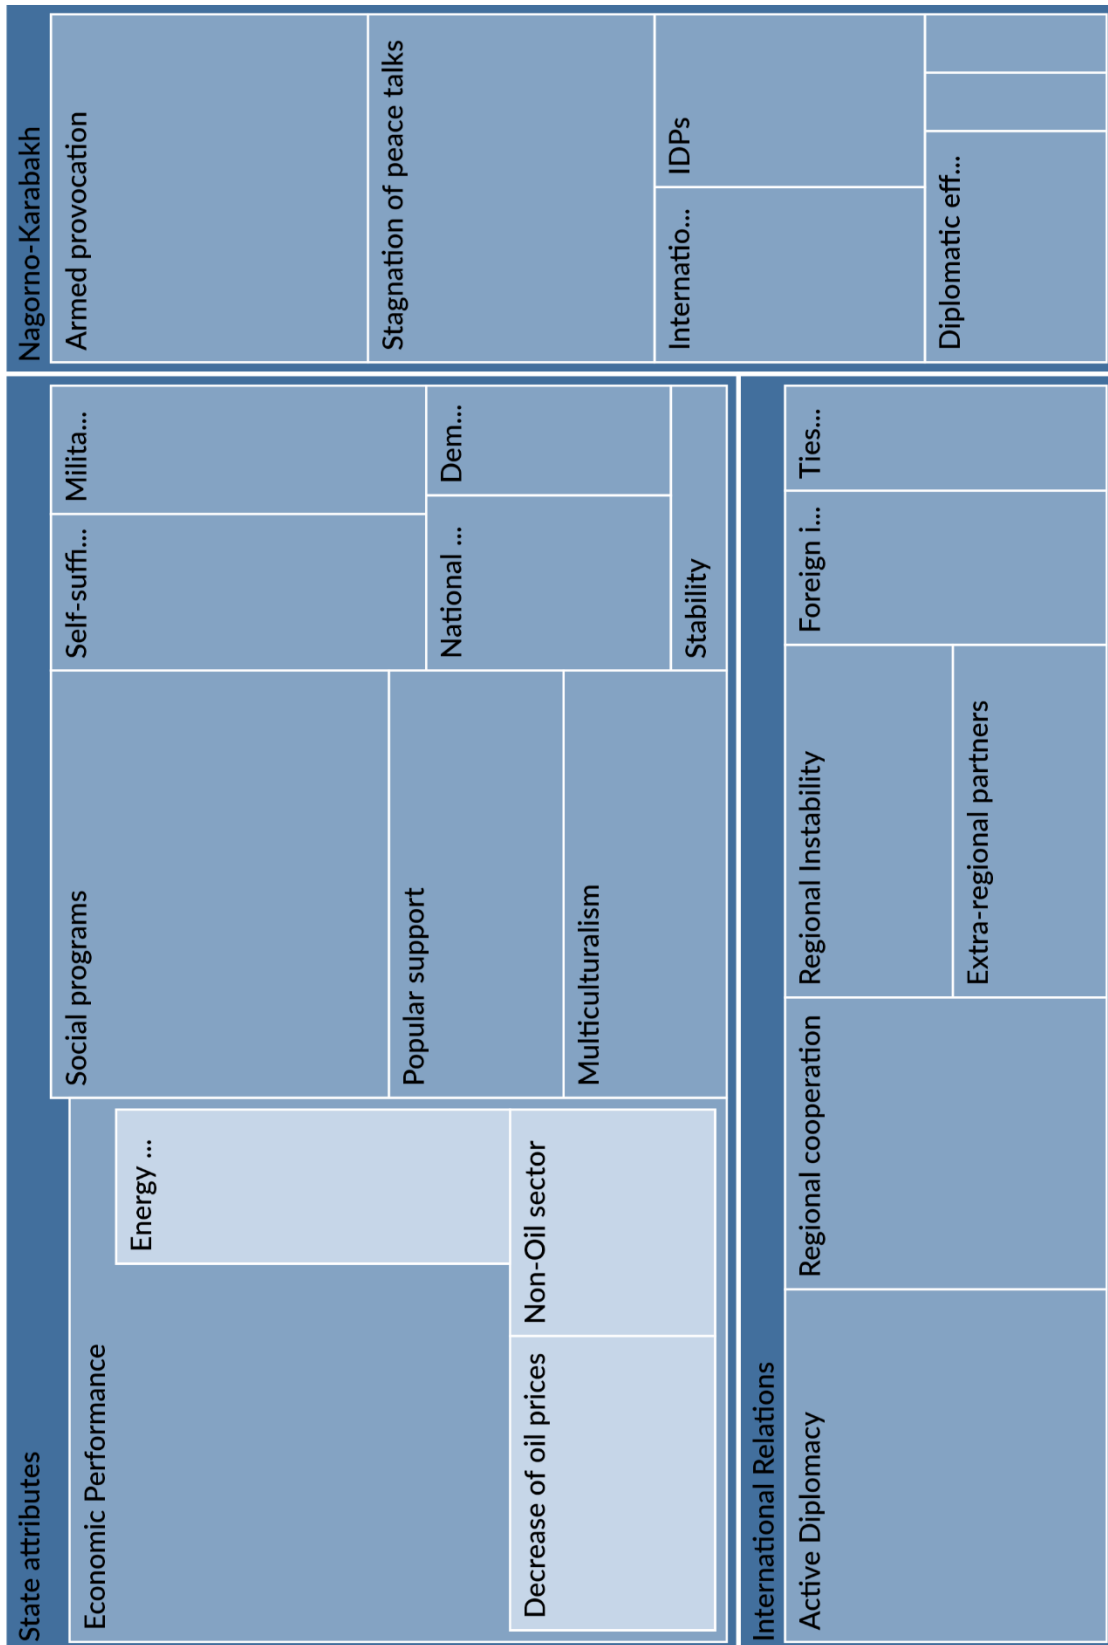 State attributes
Economic Performance
Energy ...
Decrease of oil prices
Non-Oil sector
Social programs
Popular support
Multiculturalism
Self-suffi...
Milita...
National ...
Dem...
Stability
International Relations
Active Diplomacy
Regional cooperation
Regional Instability
Extra-regional partners
Foreign i...
Ties...
Nagorno-Karabakh
Armed provocation
Stagnation of peace talks
Internatio...
IDPs
Diplomatic eff...